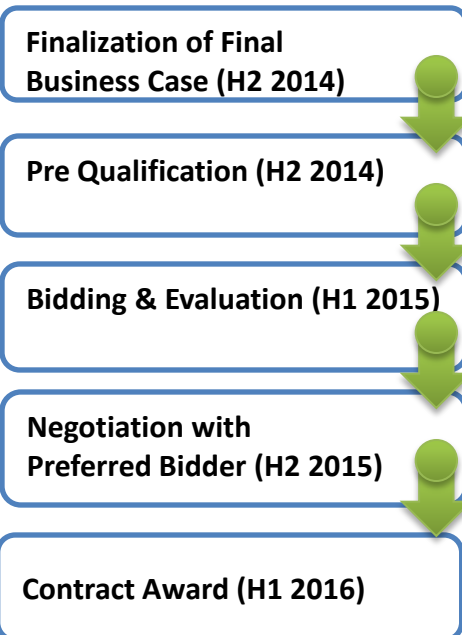 Finalization of Final
Business Case (H2 2014)
Pre Qualification (H2 2014)
Bidding & Evaluation (H1 2015)
Negotiation with
Preferred Bidder (H2 2015)
Contract Award (H1 2016)